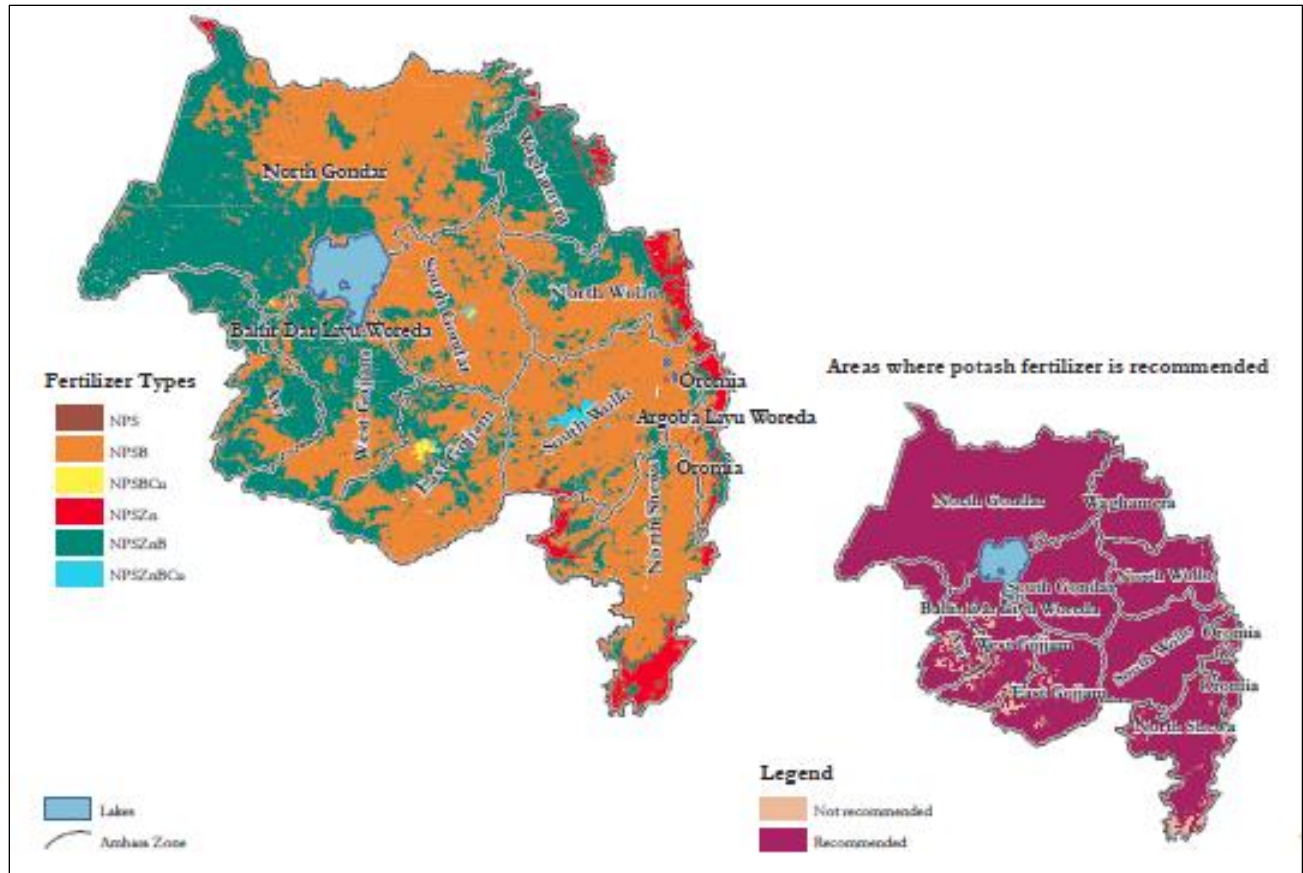 North Gondar
Waghamra
South Gondar
North Wollo
Bahir Dar Liyu Woreda
Awi
West Gojjam
East Gojjam
South Wollo
Oromia
Argoba Liyu Woreda
Oromia
North Shewa
Fertilizer Types
NPS
NPSB
NPSBCu
NPSZn
NPSZnB
NPSZnBCu
Lakes
Amhara Zone
Areas where potash fertilizer is recommended
North Gondar
Waghamera
North Wollo
South Gondar
Bahir Dar Liyu Woreda
West Gojjam
Oromia
South Wollo
East Gojjam
Oromia
North Shewa
Legend
Not recommended
Recommended